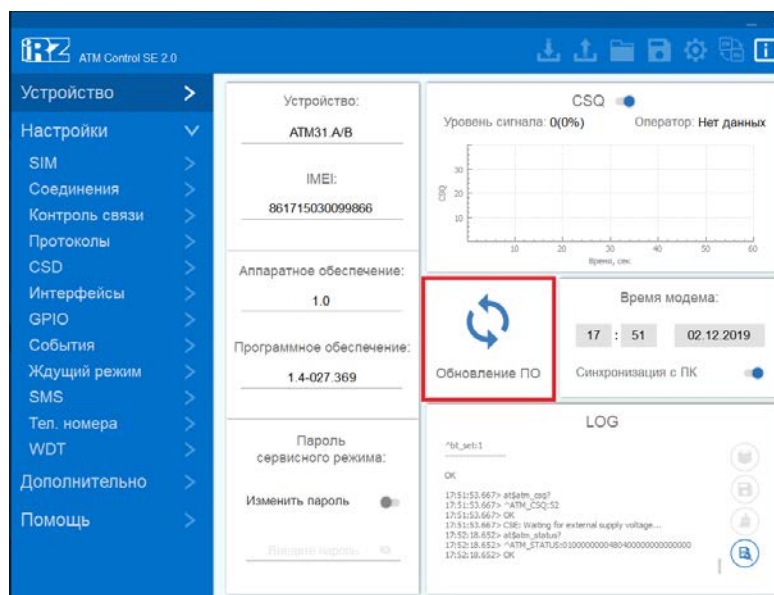 iRZ ATM Control SE 2.0
Устройство
Настройки
SIM
Соединения
Контроль связи
Протоколы
CSD
Интерфейсы
GPIO
События
Ждущий режим
SMS
Тел. номера
WDT
Дополнительно
Помощь
Устройство:
ATM31.A/B
IMEI:
861715030099866
Аппаратное обеспечение:
1.0
Программное обеспечение:
1.4-027.369
Пароль
сервисного режима:
Изменить пароль
Введите пароль
CSQ
Уровень сигнала: 0(0%) Оператор: Нет данных
CSQ
30
20
10
10 20 30 40 50 60
Время, сек.
Обновление ПО
Время модема:
17 : 51 02.12.2019
Синхронизация с ПК
LOG
^bt_set:1
OK
17:51:53.667> at$atm_csq?
17:51:53.667> ^ATM_CSQ:52
17:51:53.667> OK
17:51:53.667> CSE: Waiting for external supply voltage...
17:52:18.652> at$atm_status?
17:52:18.652> OK